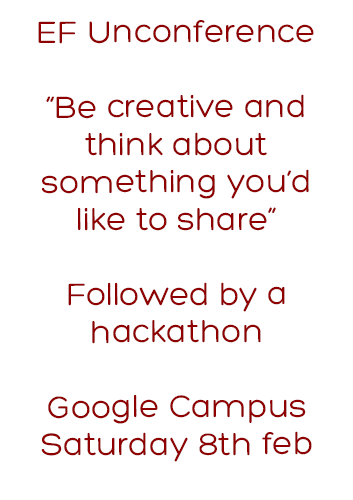 EF Unconference
“Be creative and
think about
something you'd
like to share”
Followed by a
hackathon
Google Campus
Saturday 8th feb